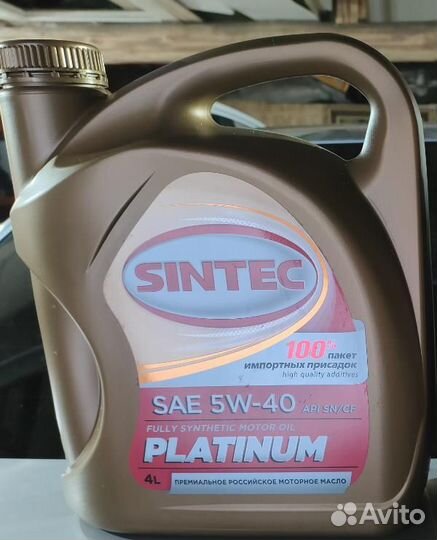 SINTEC
100% пакет
импортных присадок
high quality additives
SAE 5W-40 API SN/CF
FULLY SYNTHETIC MOTOR OIL
PLATINUM
4L ПРЕМИАЛЬНОЕ РОССИЙСКОЕ МОТОРНОЕ МАСЛО
Avito